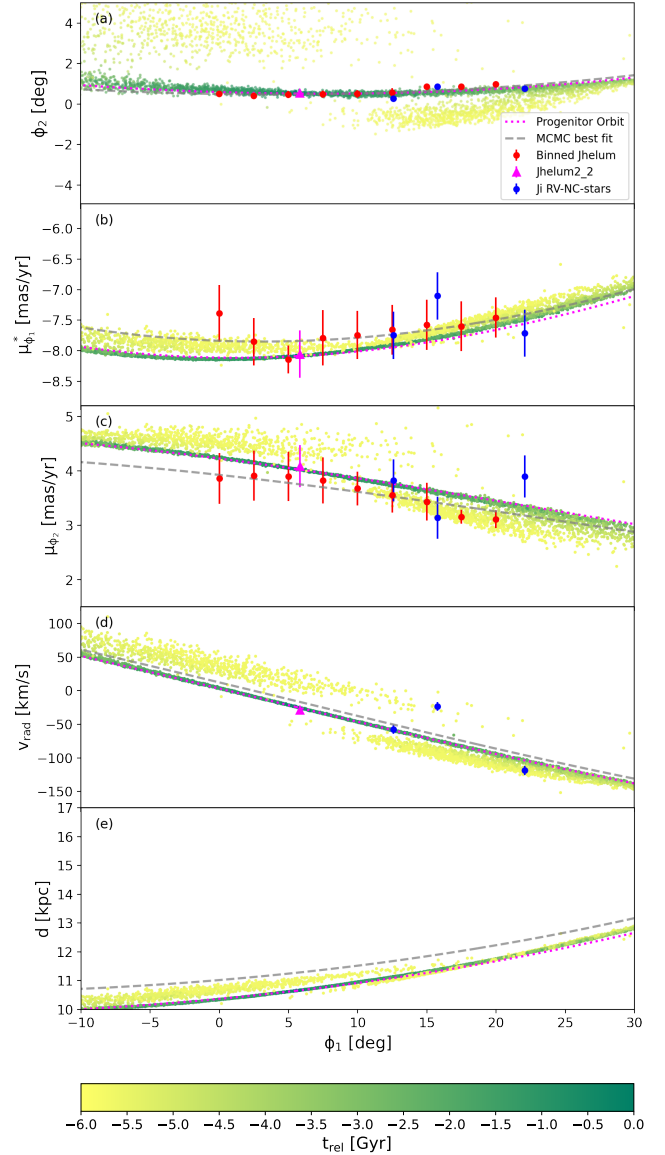 (a)
4
2
0
−2
−4
ϕ₂ [deg]
Progenitor Orbit
MCMC best fit
Binned Jhelum
Jhelum2_2
Ji RV-NC-stars
(b)
−6.0
−6.5
−7.0
−7.5
−8.0
−8.5
μ*ϕ₁ [mas/yr]
(c)
5
4
3
2
μϕ₂ [mas/yr]
(d)
100
50
0
−50
−100
−150
vrad [km/s]
(e)
17
16
15
14
13
12
11
10
d [kpc]
−10 −5 0 5 10 15 20 25 30
ϕ₁ [deg]
−6.0 −5.5 −5.0 −4.5 −4.0 −3.5 −3.0 −2.5 −2.0 −1.5 −1.0 −0.5 0.0
trel [Gyr]